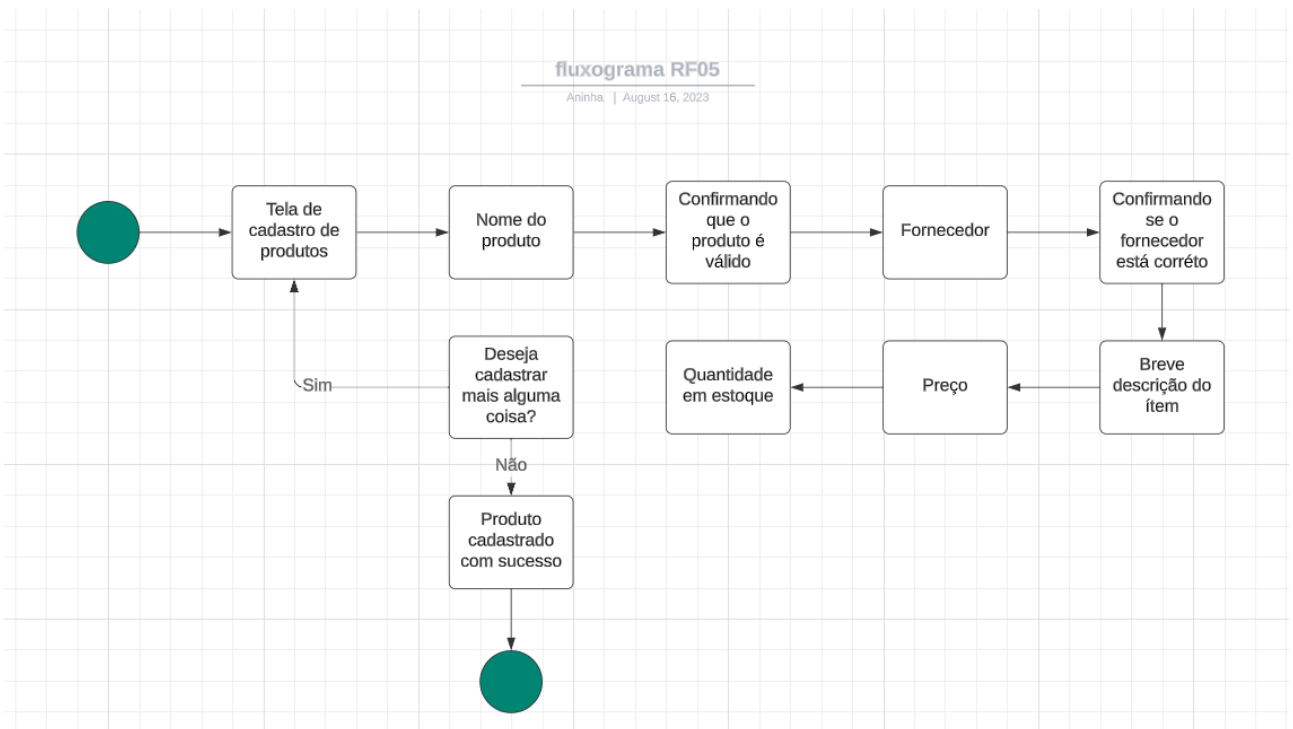 fluxograma RF05
Aninha | August 16, 2023
Tela de
cadastro de
produtos
Nome do
produto
Confirmando
que o
produto é
válido
Fornecedor
Confirmando
se o
fornecedor
está corréto
Breve
descrição do
ítem
Preço
Quantidade
em estoque
Deseja
cadastrar
mais alguma
coisa?
Sim
Não
Produto
cadastrado
com sucesso